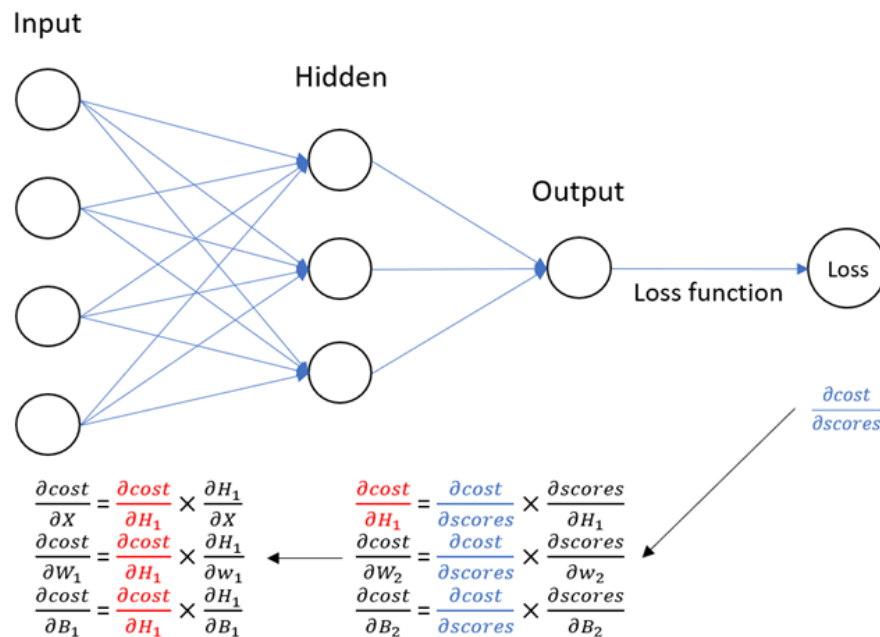 Input
Hidden
Output
Loss
Loss function
∂cost/∂scores
∂cost/∂X = ∂cost/∂H₁ × ∂H₁/∂X
∂cost/∂W₁ = ∂cost/∂H₁ × ∂H₁/∂w₁
∂cost/∂B₁ = ∂cost/∂H₁ × ∂H₁/∂B₁
∂cost/∂H₁ = ∂cost/∂scores × ∂scores/∂H₁
∂cost/∂W₂ = ∂cost/∂scores × ∂scores/∂w₂
∂cost/∂B₂ = ∂cost/∂scores × ∂scores/∂B₂